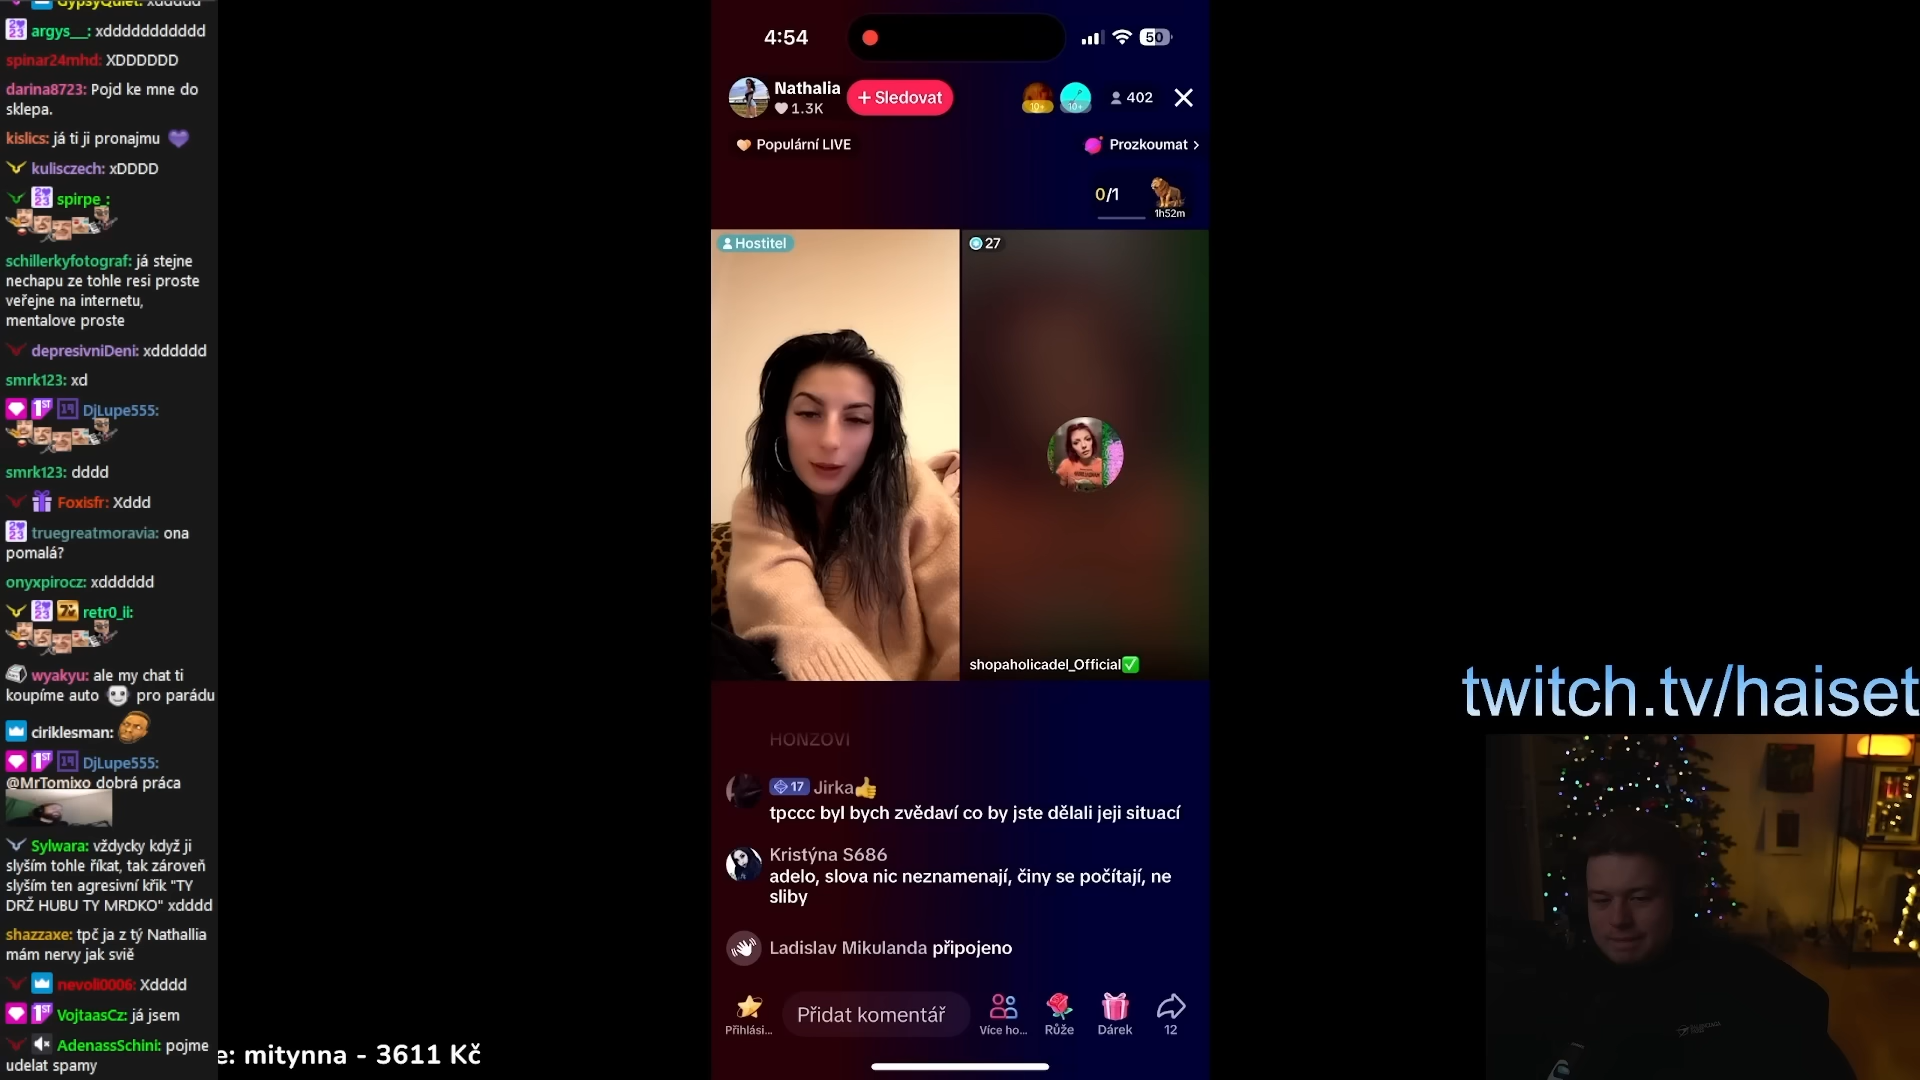 GypsyQuiet: xdddddd
argys__: xddddddddddd
spinar24mhd: XDDDDDD
darina8723: Pojd ke mne do
sklepa.
kislics: já ti ji pronajmu
kulisczech: xDDDD
spirpe_:
schillerkyfotograf: já stejne
nechapu ze tohle resi proste
veřejne na internetu,
mentalove proste
depresivniDeni: xdddddd
smrk123: xd
DjLupe555:
smrk123: dddd
Foxisfr: Xddd
truegreatmoravia: ona
pomalá?
onyxpirocz: xdddddd
retr0_ii:
wyakyu: ale my chat ti
koupíme auto pro parádu
ciriklesman:
DjLupe555:
@MrTomixo dobrá práca
Sylwara: vždycky když ji
slyším tohle říkat, tak zároveň
slyším ten agresivní křik "TY
DRŽ HUBU TY MRDKO" xdddd
shazzaxe: tpč ja z tý Nathallia
mám nervy jak sviě
nevoli0006: Xdddd
VojtaasCz: já jsem
AdenassSchini: pojme
udelat spamy
e: mitynna - 3611 Kč
4:54
50
Nathalia
1.3K
+ Sledovat
10+
10+
402
Populární LIVE
Prozkoumat >
0/1
1h52m
Hostitel
27
shopaholicadel_Official
HONZOVI
17 Jirka
tpccc byl bych zvědaví co by jste dělali jeji situací
Kristýna S686
adelo, slova nic neznamenají, činy se počítají, ne
sliby
Ladislav Mikulanda připojeno
Přihlási...
Přidat komentář
Více ho...
Růže
Dárek
12
twitch.tv/haiset